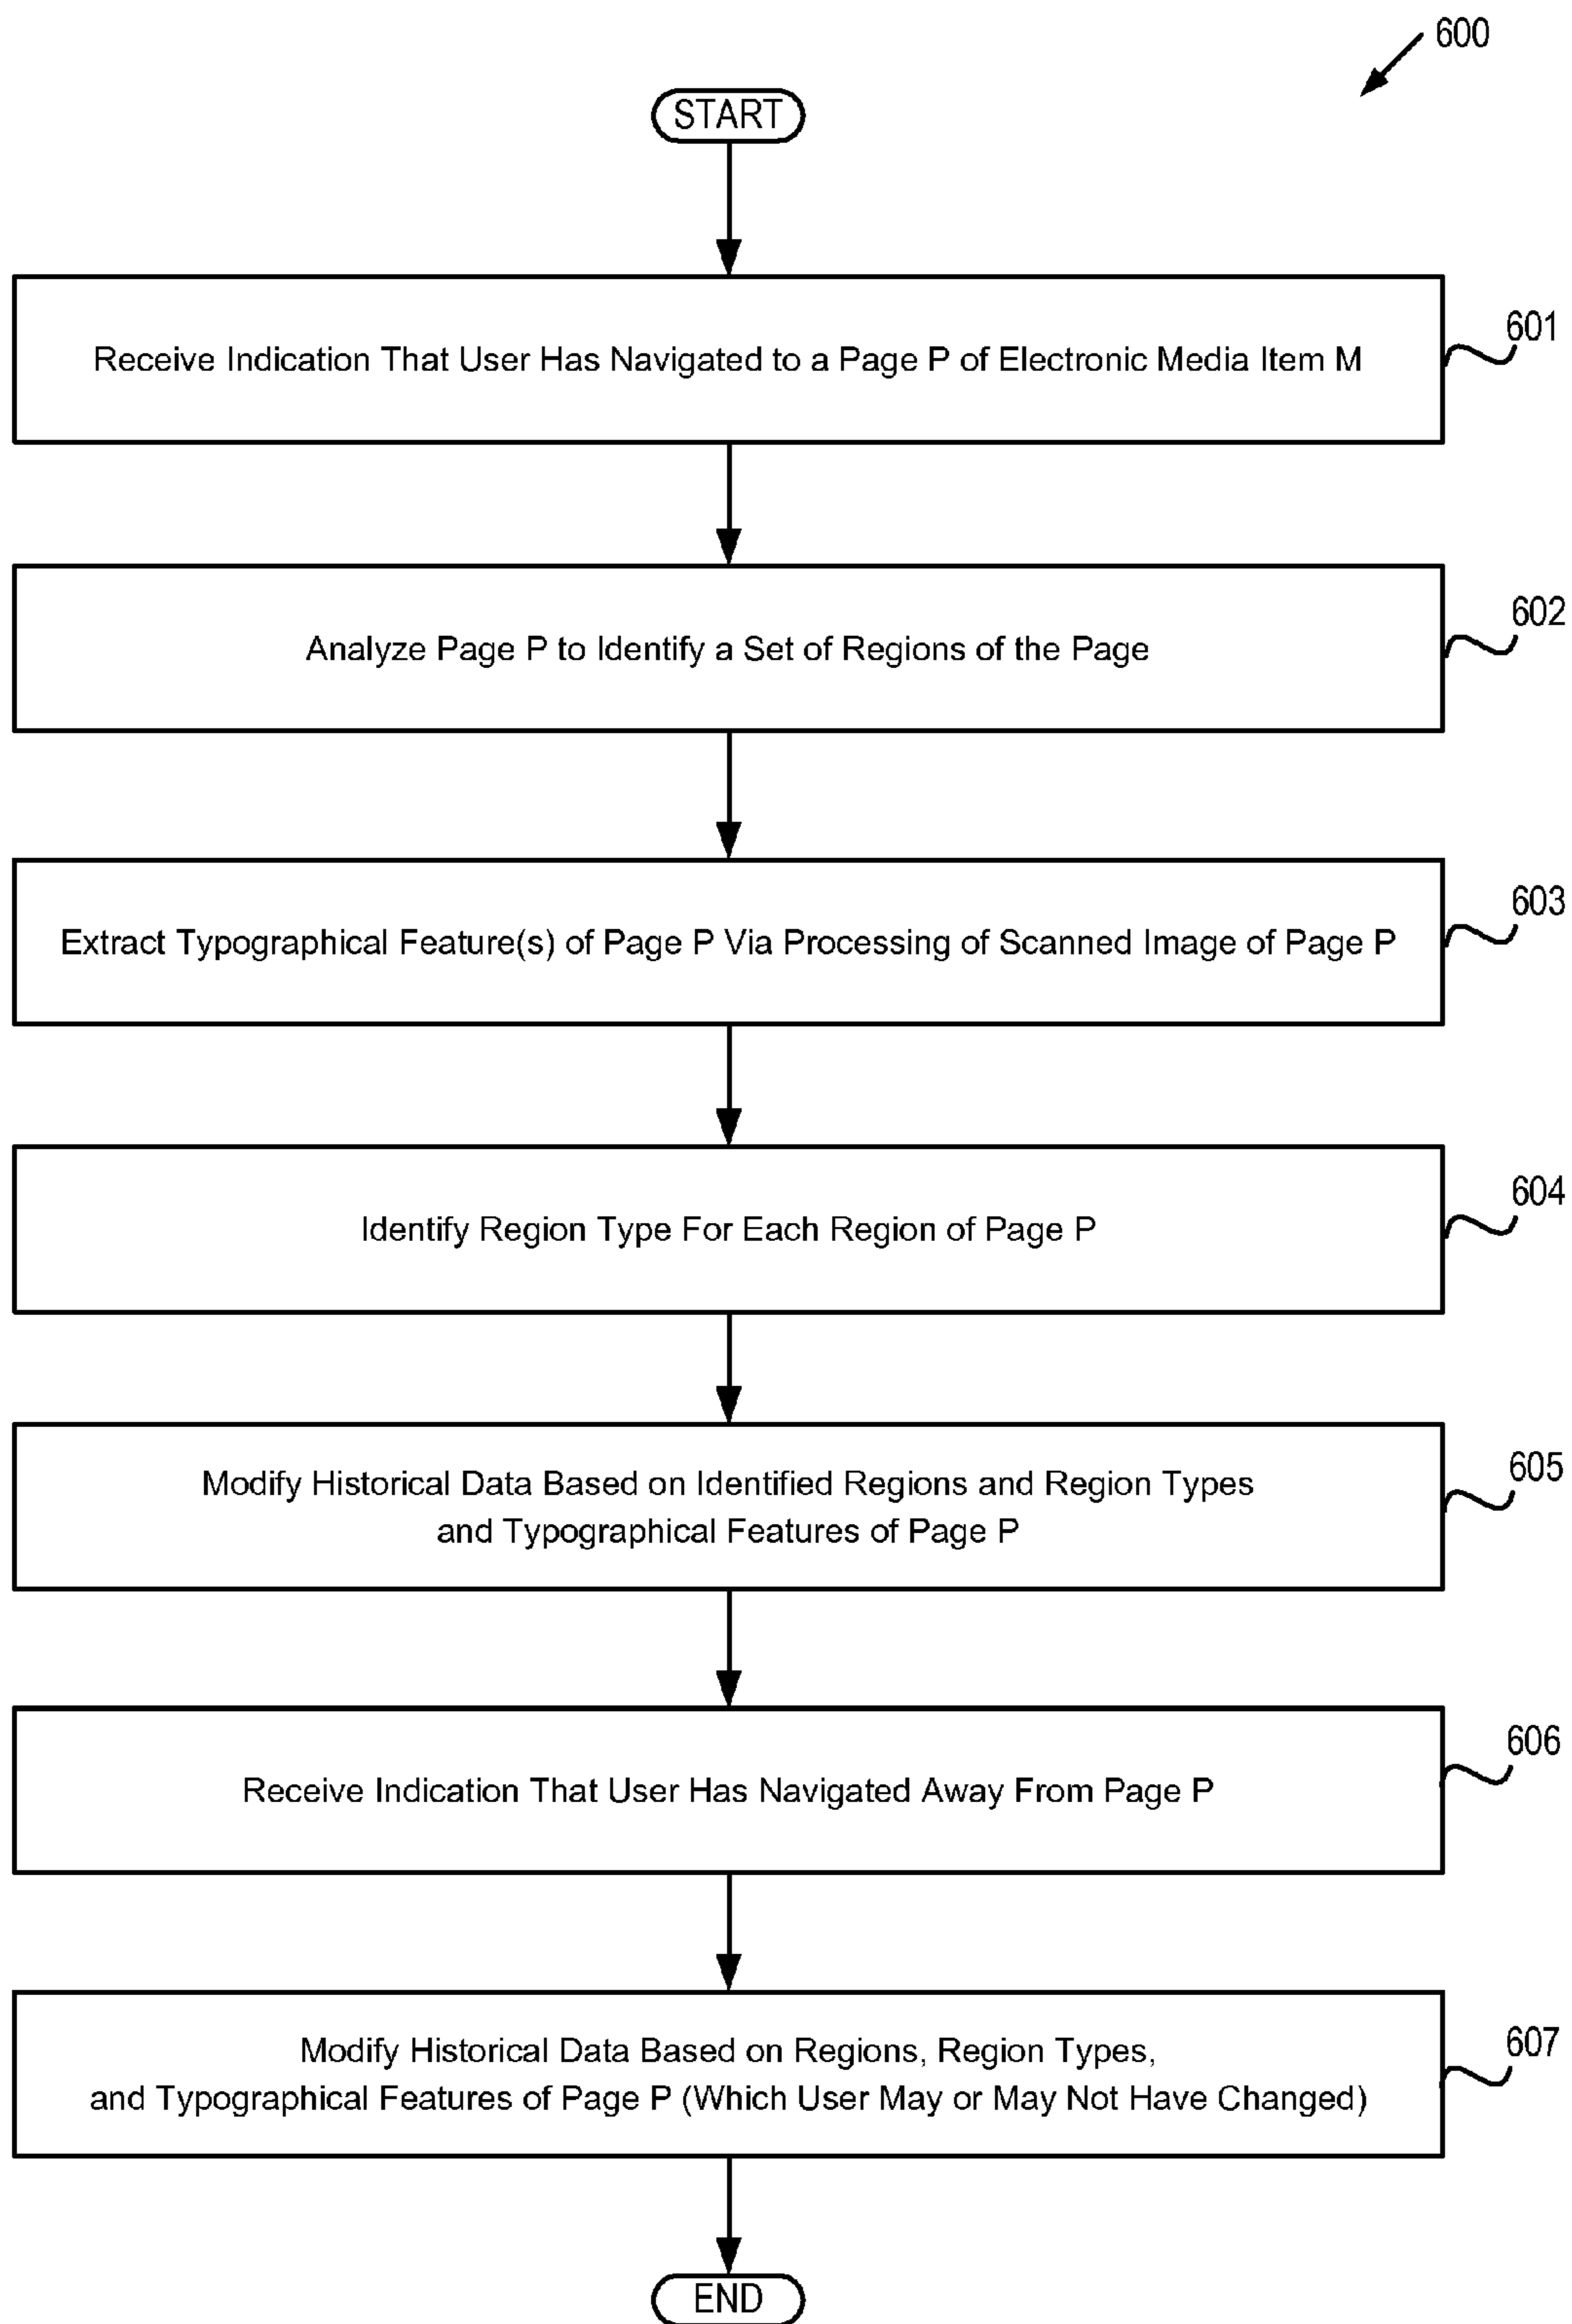 600
START
Receive Indication That User Has Navigated to a Page P of Electronic Media Item M
601
Analyze Page P to Identify a Set of Regions of the Page
602
Extract Typographical Feature(s) of Page P Via Processing of Scanned Image of Page P
603
Identify Region Type For Each Region of Page P
604
Modify Historical Data Based on Identified Regions and Region Types
and Typographical Features of Page P
605
Receive Indication That User Has Navigated Away From Page P
606
Modify Historical Data Based on Regions, Region Types,
and Typographical Features of Page P (Which User May or May Not Have Changed)
607
END